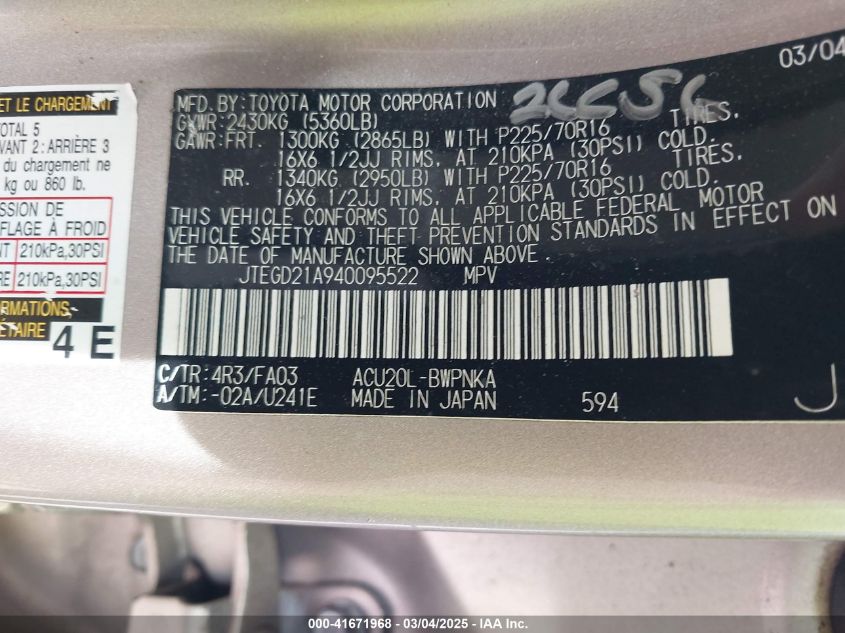 ET LE CHARGEMENT
TOTAL 5
AVANT 2: ARRIÈRE 3
du chargement ne
kg ou 860 lb.
SSION DE
FLAGE À FROID
NT 210kPa,30PSI
RE 210kPa,30PSI
FORMATIONS,
ÉTAIRE
4 E
03/04
MFD. BY: TOYOTA MOTOR CORPORATION
GVWR: 2430KG (5360LB)
GAWR: FRT. 1300KG (2865LB) WITH P225/70R16 TIRES,
16X6 1/2JJ RIMS, AT 210KPA (30PSI) COLD.
RR. 1340KG (2950LB) WITH P225/70R16 TIRES,
16X6 1/2JJ RIMS, AT 210KPA (30PSI) COLD.
THIS VEHICLE CONFORMS TO ALL APPLICABLE FEDERAL MOTOR
VEHICLE SAFETY AND THEFT PREVENTION STANDARDS IN EFFECT ON
THE DATE OF MANUFACTURE SHOWN ABOVE.
JTEGD21A940095522 MPV
C/TR: 4R3/FA03 ACU20L-BWPNKA
A/TM: -02A/U241E MADE IN JAPAN 594
J
000-41671968 - 03/04/2025 - IAA Inc.